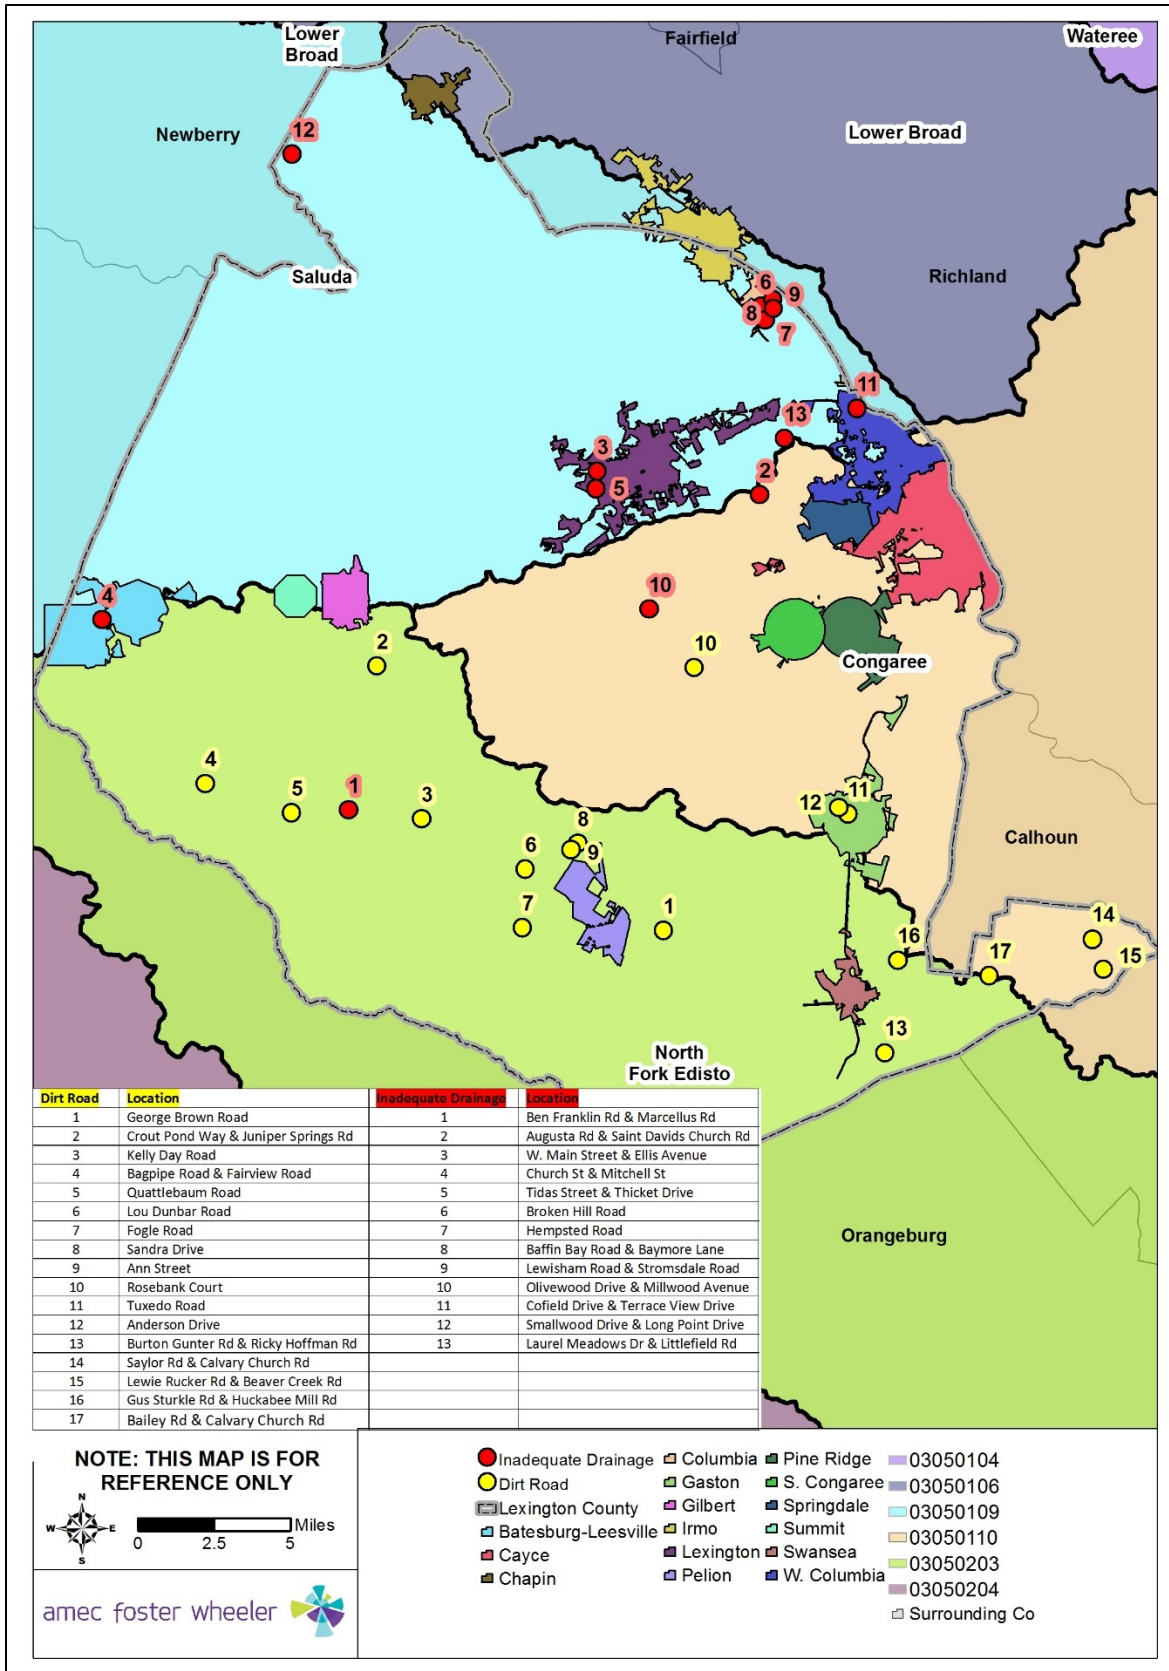 Lower
Broad
Fairfield
Wateree
Newberry
12
Lower Broad
Saluda
Richland
6
9
8
7
11
13
3
2
5
4
10
2
10
Congaree
4
5
1
3
12
11
Calhoun
8
6
9
7
1
14
16
17
15
13
North
Fork Edisto
Orangeburg
Dirt Road Location Inadequate Drainage Location
1 George Brown Road 1 Ben Franklin Rd & Marcellus Rd
2 Crout Pond Way & Juniper Springs Rd 2 Augusta Rd & Saint Davids Church Rd
3 Kelly Day Road 3 W. Main Street & Ellis Avenue
4 Bagpipe Road & Fairview Road 4 Church St & Mitchell St
5 Quattlebaum Road 5 Tidas Street & Thicket Drive
6 Lou Dunbar Road 6 Broken Hill Road
7 Fogle Road 7 Hempsted Road
8 Sandra Drive 8 Baffin Bay Road & Baymore Lane
9 Ann Street 9 Lewisham Road & Stromsdale Road
10 Rosebank Court 10 Olivewood Drive & Millwood Avenue
11 Tuxedo Road 11 Cofield Drive & Terrace View Drive
12 Anderson Drive 12 Smallwood Drive & Long Point Drive
13 Burton Gunter Rd & Ricky Hoffman Rd 13 Laurel Meadows Dr & Littlefield Rd
14 Saylor Rd & Calvary Church Rd
15 Lewie Rucker Rd & Beaver Creek Rd
16 Gus Sturkle Rd & Huckabee Mill Rd
17 Bailey Rd & Calvary Church Rd
NOTE: THIS MAP IS FOR
REFERENCE ONLY
N
W E
S
Miles
0 2.5 5
amec foster wheeler
Inadequate Drainage
Dirt Road
Lexington County
Batesburg-Leesville
Cayce
Chapin
Columbia
Gaston
Gilbert
Irmo
Lexington
Pelion
Pine Ridge
S. Congaree
Springdale
Summit
Swansea
W. Columbia
03050104
03050106
03050109
03050110
03050203
03050204
Surrounding Co